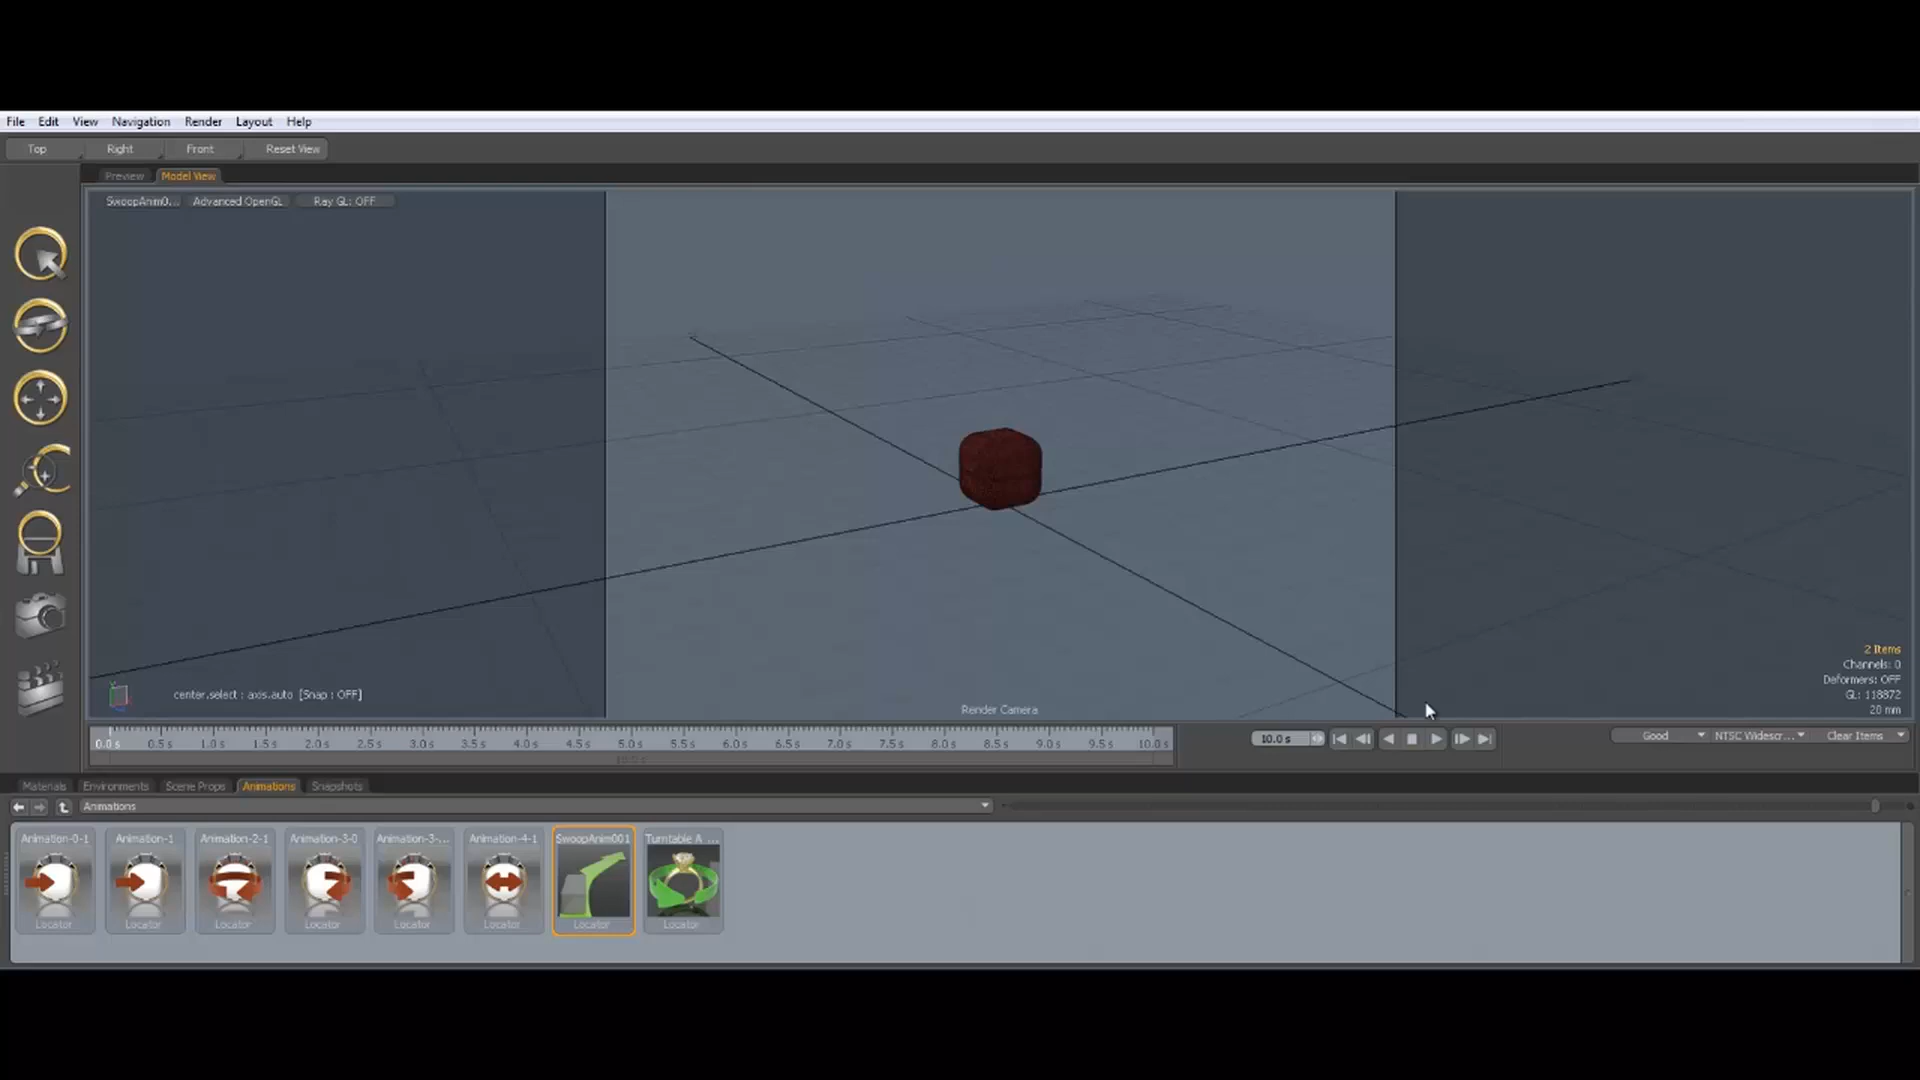 File Edit View Navigation Render Layout Help
Top Right Front Reset View
Preview Model View
SwoopAnim0... Advanced OpenGL Ray GL: OFF
2 Items
Channels: 0
Deformers: OFF
GL: 118872
20 mm
center.select : axis.auto [Snap : OFF]
Render Camera
0.0 s 0.5 s 1.0 s 1.5 s 2.0 s 2.5 s 3.0 s 3.5 s 4.0 s 4.5 s 5.0 s 5.5 s 6.0 s 6.5 s 7.0 s 7.5 s 8.0 s 8.5 s 9.0 s 9.5 s 10.0 s
10.0 s
10.0 s Good NTSC Widescr... Clear Items
Materials Environments Scene Props Animations Snapshots
Animations
Animation-0-1 Animation-1 Animation-2-1 Animation-3-0 Animation-3-... Animation-4-1 SwoopAnim001 Turntable A ...
Locator Locator Locator Locator Locator Locator Locator Locator